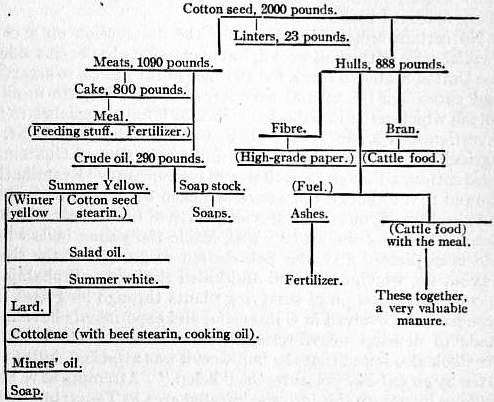 Cotton seed, 2000 pounds.
Linters, 23 pounds.
Meats, 1090 pounds.
Hulls, 888 pounds.
Cake, 800 pounds.
Meal.
(Feeding stuff. Fertilizer.)
Fibre.
Bran.
(High-grade paper.)
(Cattle food.)
Crude oil, 290 pounds.
Summer Yellow.
Soap stock.
(Fuel.)
(Winter yellow
Cotton seed stearin.)
Soaps.
Ashes.
(Cattle food)
with the meal.
Salad oil.
Summer white.
Fertilizer.
These together,
a very valuable
manure.
Lard.
Cottolene (with beef stearin, cooking oil).
Miners' oil.
Soap.